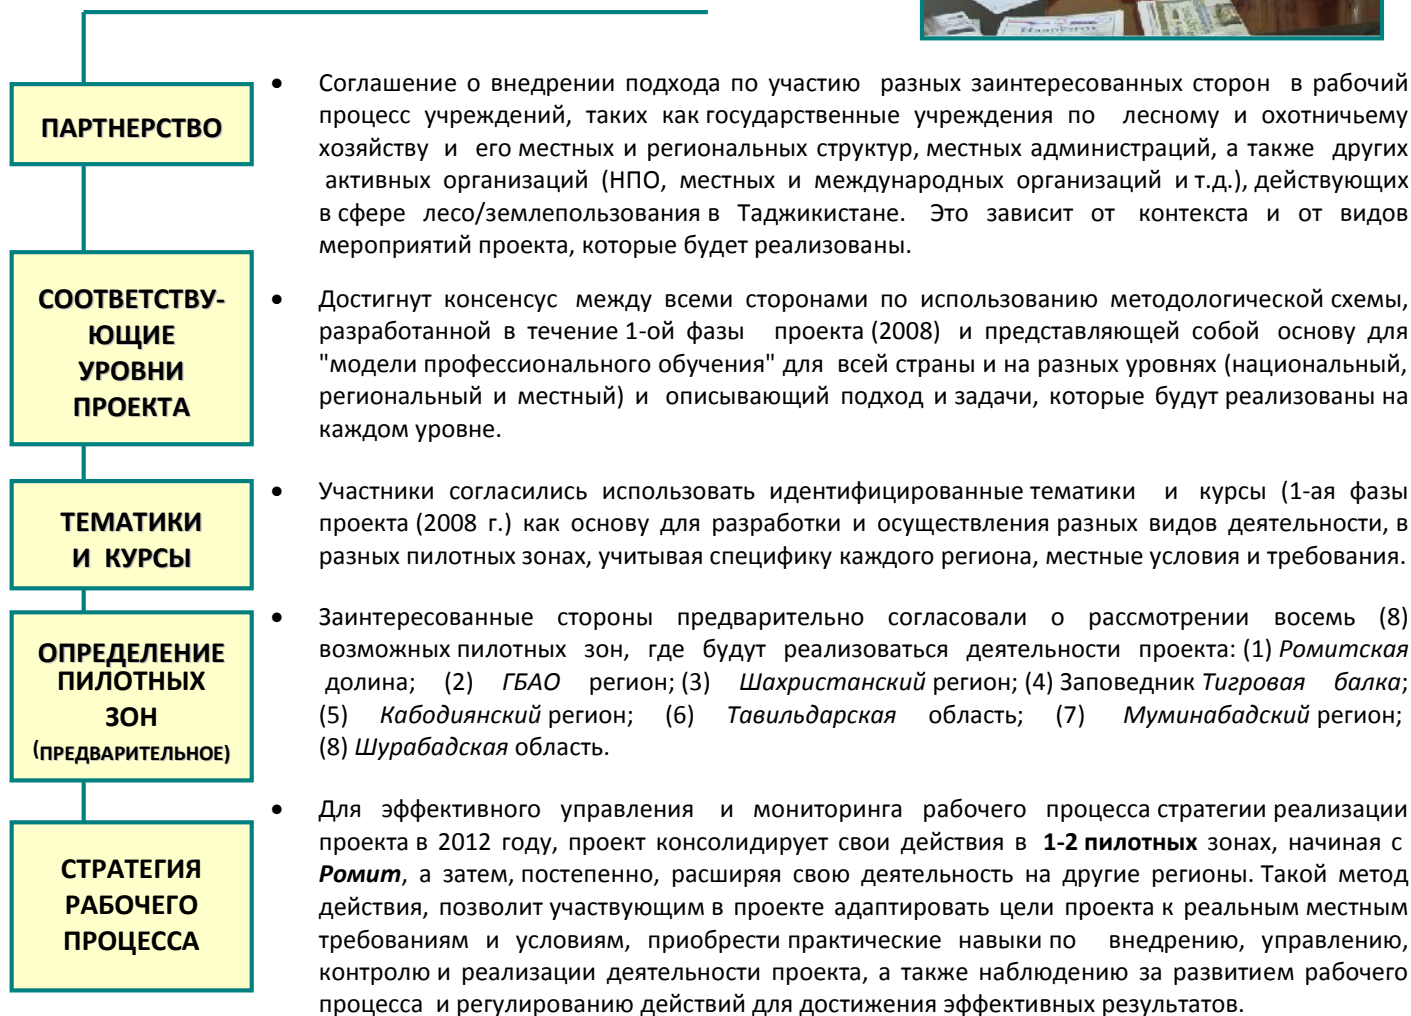 ПАРТНЕРСТВО
• Соглашение о внедрении подхода по участию разных заинтересованных сторон в рабочий
процесс учреждений, таких как государственные учреждения по лесному и охотничьему
хозяйству и его местных и региональных структур, местных администраций, а также других
активных организаций (НПО, местных и международных организаций и т.д.), действующих
в сфере лесо/землепользования в Таджикистане. Это зависит от контекста и от видов
мероприятий проекта, которые будет реализованы.
СООТВЕТСТВУ-
ЮЩИЕ
УРОВНИ
ПРОЕКТА
• Достигнут консенсус между всеми сторонами по использованию методологической схемы,
разработанной в течение 1-ой фазы проекта (2008) и представляющей собой основу для
"модели профессионального обучения" для всей страны и на разных уровнях (национальный,
региональный и местный) и описывающий подход и задачи, которые будут реализованы на
каждом уровне.
ТЕМАТИКИ
И КУРСЫ
• Участники согласились использовать идентифицированные тематики и курсы (1-ая фазы
проекта (2008 г.) как основу для разработки и осуществления разных видов деятельности, в
разных пилотных зонах, учитывая специфику каждого региона, местные условия и требования.
ОПРЕДЕЛЕНИЕ
ПИЛОТНЫХ
ЗОН
(ПРЕДВАРИТЕЛЬНОЕ)
• Заинтересованные стороны предварительно согласовали о рассмотрении восемь (8)
возможных пилотных зон, где будут реализоваться деятельности проекта: (1) Ромитская
долина; (2) ГБАО регион; (3) Шахристанский регион; (4) Заповедник Тигровая балка;
(5) Кабодиянский регион; (6) Тавильдарская область; (7) Муминабадский регион;
(8) Шурабадская область.
СТРАТЕГИЯ
РАБОЧЕГО
ПРОЦЕССА
• Для эффективного управления и мониторинга рабочего процесса стратегии реализации
проекта в 2012 году, проект консолидирует свои действия в 1-2 пилотных зонах, начиная с
Ромит, а затем, постепенно, расширяя свою деятельность на другие регионы. Такой метод
действия, позволит участвующим в проекте адаптировать цели проекта к реальным местным
требованиям и условиям, приобрести практические навыки по внедрению, управлению,
контролю и реализации деятельности проекта, а также наблюдению за развитием рабочего
процесса и регулированию действий для достижения эффективных результатов.